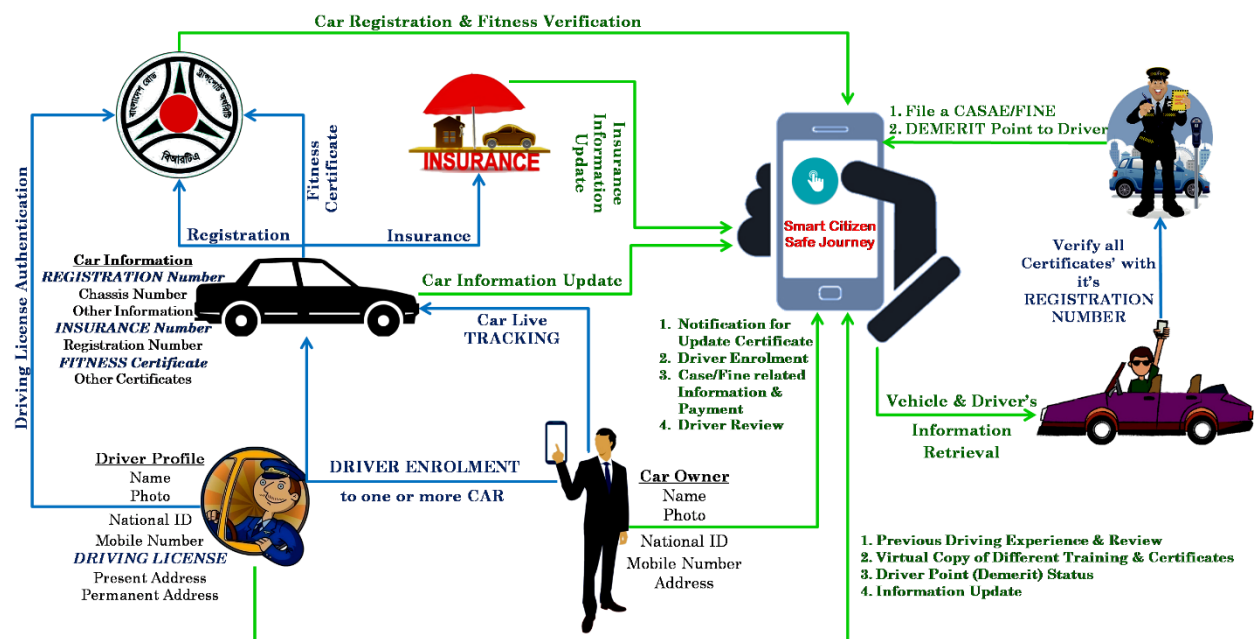 Car Registration & Fitness Verification
বাংলাদেশ রোড
ট্রান্সপোর্ট অথরিটি
বিআরটিএ
INSURANCE
Insurance
Information
Update
Fitness
Certificate
Registration
Insurance
Driving License Authentication
Smart Citizen
Safe Journey
1. File a CASAE/FINE
2. DEMERIT Point to Driver
Verify all
Certificates' with
it's
REGISTRATION
NUMBER
Car Information
REGISTRATION Number
Chassis Number
Other Information
INSURANCE Number
Registration Number
FITNESS Certificate
Other Certificates
Car Information Update
Car Live
TRACKING
1. Notification for
Update Certificate
2. Driver Enrolment
3. Case/Fine related
Information &
Payment
4. Driver Review
Vehicle & Driver's
Information
Retrieval
Driver Profile
Name
Photo
National ID
Mobile Number
DRIVING LICENSE
Present Address
Permanent Address
DRIVER ENROLMENT
to one or more CAR
Car Owner
Name
Photo
National ID
Mobile Number
Address
1. Previous Driving Experience & Review
2. Virtual Copy of Different Training & Certificates
3. Driver Point (Demerit) Status
4. Information Update